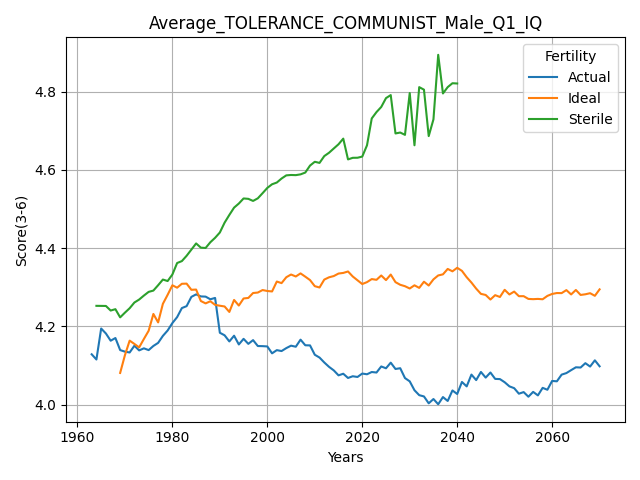 Average_TOLERANCE_COMMUNIST_Male_Q1_IQ
Fertility
Actual
Ideal
Sterile
Score(3-6)
4.8
4.6
4.4
4.2
4.0
1960
1980
2000
2020
2040
2060
Years